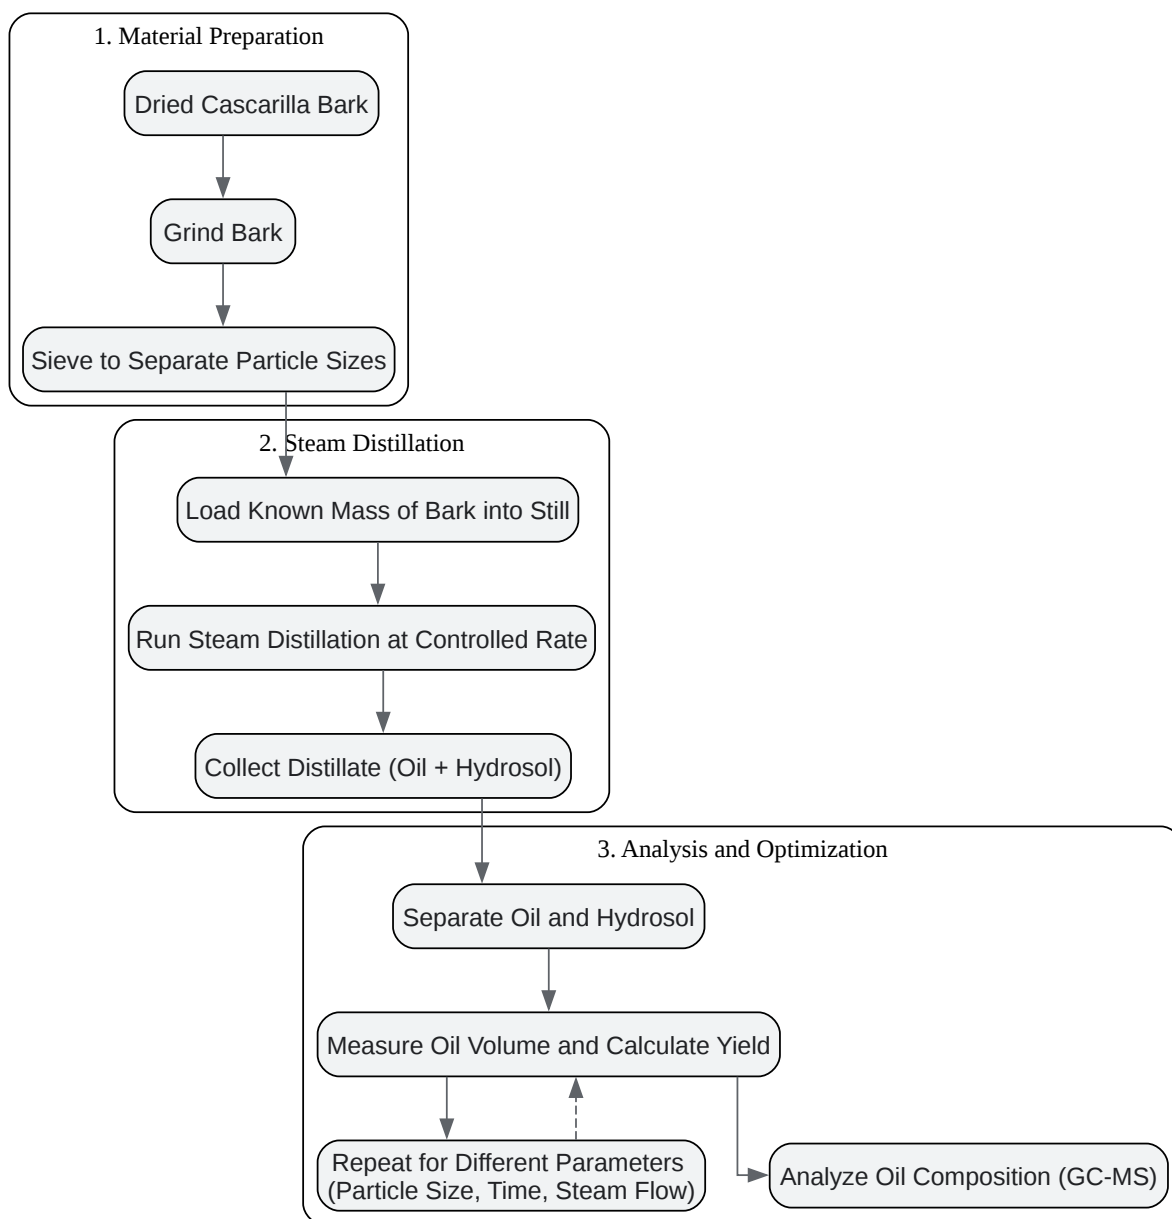 1. Material Preparation
Dried Cascarilla Bark
Grind Bark
Sieve to Separate Particle Sizes
2. Steam Distillation
Load Known Mass of Bark into Still
Run Steam Distillation at Controlled Rate
Collect Distillate (Oil + Hydrosol)
3. Analysis and Optimization
Separate Oil and Hydrosol
Measure Oil Volume and Calculate Yield
Repeat for Different Parameters
(Particle Size, Time, Steam Flow)
Analyze Oil Composition (GC-MS)